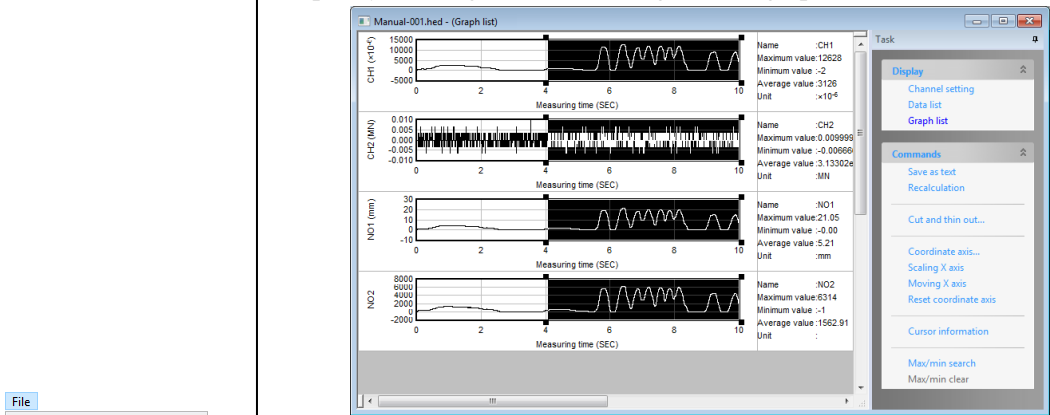 Manual-001.hed - (Graph list)
CH1 (×10⁻⁶)
15000
10000
5000
0
-5000
0 2 4 6 8 10
Measuring time (SEC)
Name :CH1
Maximum value:12628
Minimum value :-2
Average value :3126
Unit :×10⁻⁶
CH2 (MN)
0.010
0.005
0.000
-0.005
-0.010
0 2 4 6 8 10
Measuring time (SEC)
Name :CH2
Maximum value:0.009999
Minimum value :-0.00666
Average value :3.13302e
Unit :MN
NO1 (mm)
30
20
10
0
-10
0 2 4 6 8 10
Measuring time (SEC)
Name :NO1
Maximum value:21.05
Minimum value :-0.00
Average value :5.21
Unit :mm
NO2
8000
6000
4000
2000
0
-2000
0 2 4 6 8 10
Measuring time (SEC)
Name :NO2
Maximum value:6314
Minimum value :-1
Average value :1562.91
Unit :
Task
Display
Channel setting
Data list
Graph list
Commands
Save as text
Recalculation
Cut and thin out...
Coordinate axis...
Scaling X axis
Moving X axis
Reset coordinate axis
Cursor information
Max/min search
Max/min clear
File